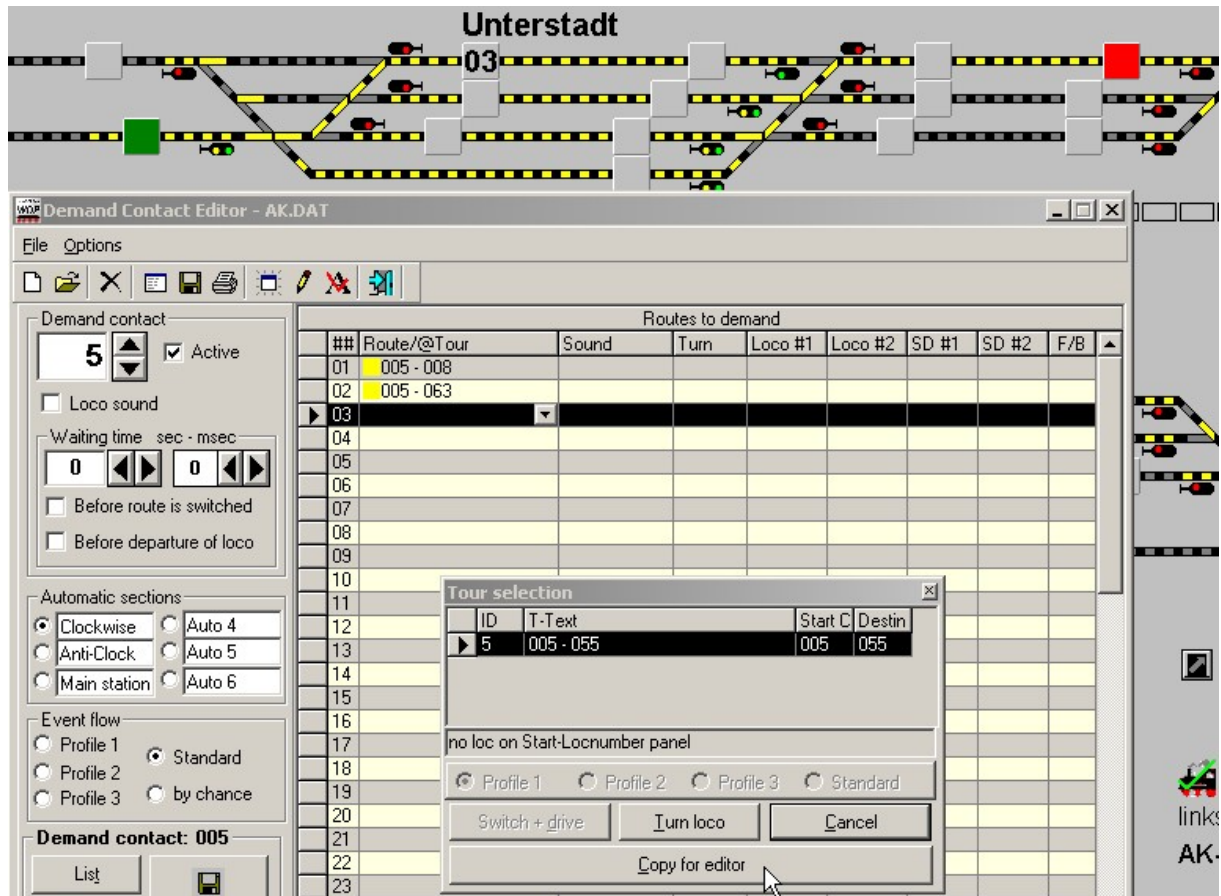 Unterstadt
03
Demand Contact Editor - AK.DAT
File Options
Demand contact
5
Active
Loco sound
Waiting time sec - msec
0 0
Before route is switched
Before departure of loco
Automatic sections
Clockwise Auto 4
Anti-Clock Auto 5
Main station Auto 6
Event flow
Profile 1
Profile 2
Profile 3
Standard
by chance
Demand contact: 005
List
Routes to demand
## Route/@Tour Sound Turn Loco #1 Loco #2 SD #1 SD #2 F/B
01 005 - 008
02 005 - 063
03
04
05
06
07
08
09
10
11
12
13
14
15
16
17
18
19
20
21
22
23
Tour selection
ID T-Text Start C Destin
5 005 - 055 005 055
no loc on Start-Locnumber panel
Profile 1 Profile 2 Profile 3 Standard
Switch + drive Turn loco Cancel
Copy for editor
links
AK-